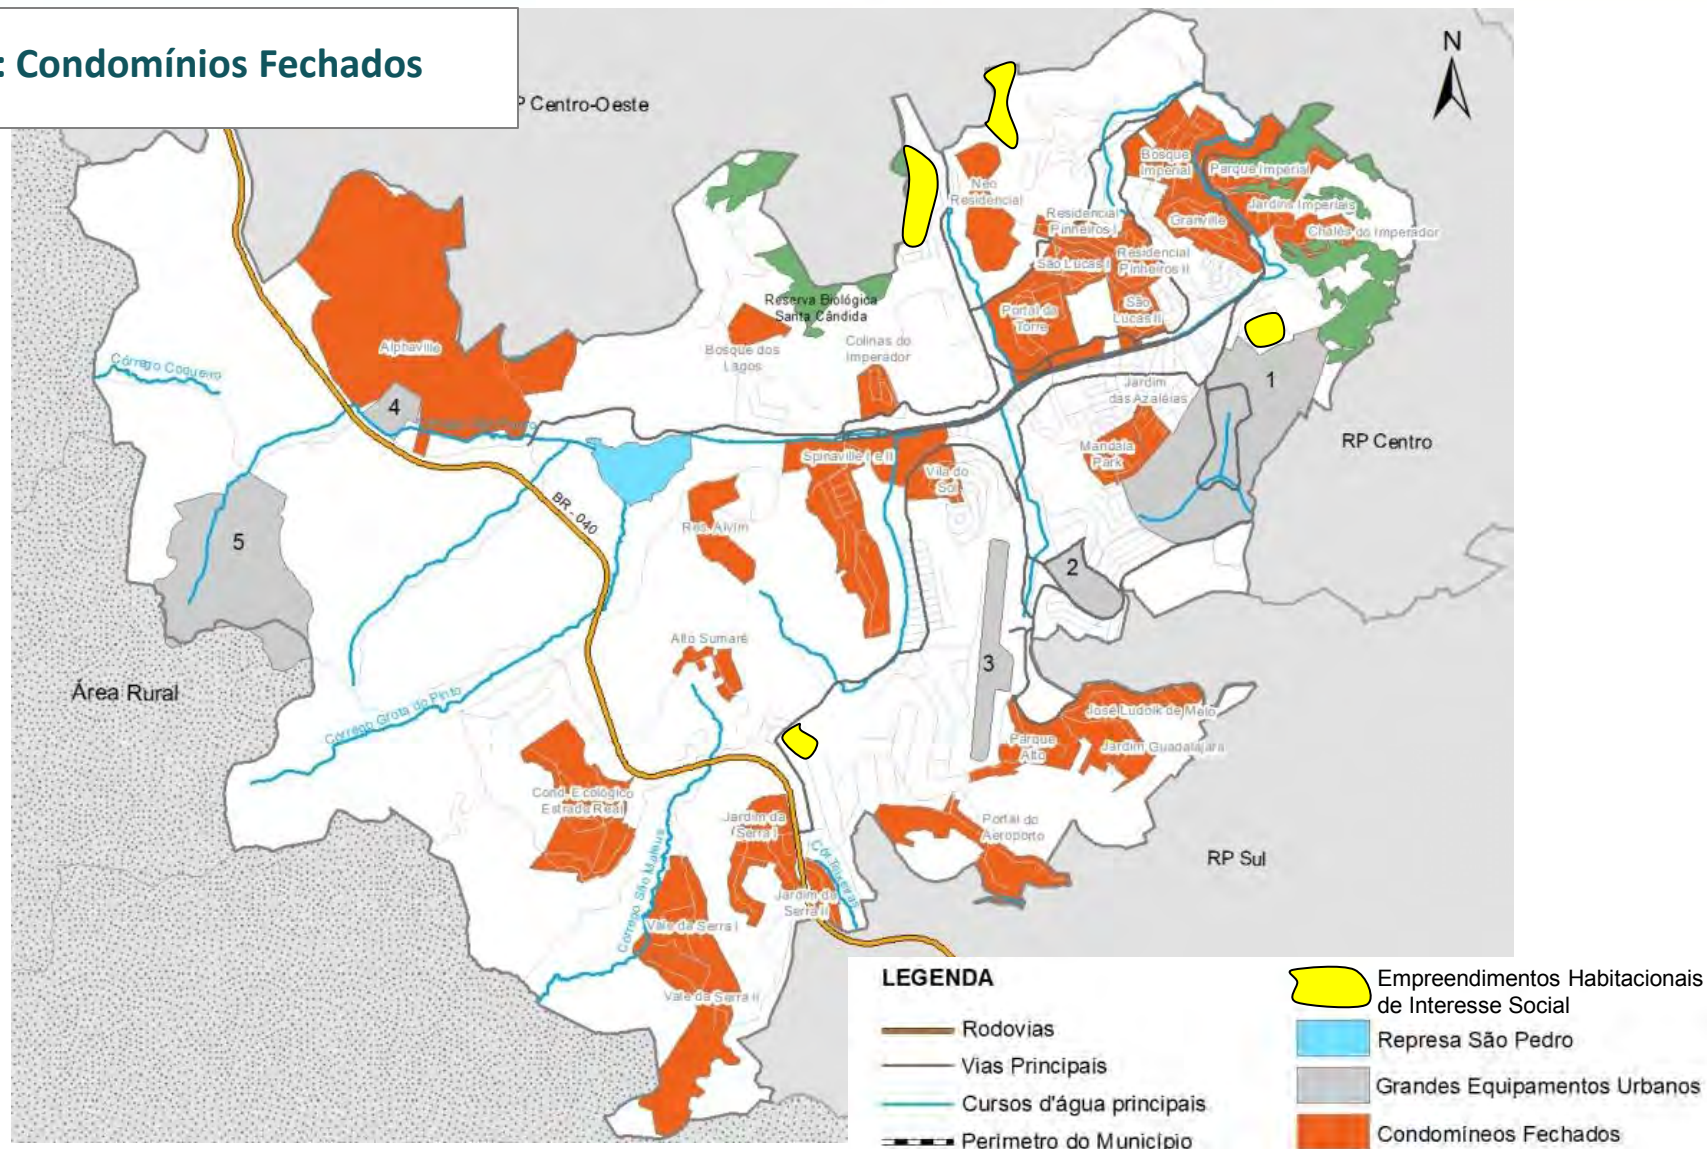 : Condomínios Fechados
P Centro-Oeste
N
Neo
Residencial
Bosque
Imperial
Parque Imperial
Jardins Imperiais
Granville
Chalés do Imperador
Residencial
Pinheiros I
São Lucas I
Residencial
Pinheiros II
São
Lucas II
Portal da
Torre
Reserva Biológica
Santa Cândida
Bosque dos
Lagos
Colinas do
Imperador
Alphaville
Córrego Coqueiro
4
1
Jardim
das Azaléias
Mandala
Park
RP Centro
Spinaville I e II
Vila do
Sol
BR - 040
Res. Alvim
5
2
3
Alto Sumaré
Área Rural
Córrego Grota do Pinto
José Ludolk de Melo
Parque
Alto
Jardim Guadalajara
Cond. Ecológico
Estrada Real
Jardim da
Serra I
Portal do
Aeroporto
Córrego São Mateus
Cór. Teixeiras
RP Sul
Jardim da
Serra II
Vale da Serra I
Vale da Serra II
LEGENDA
Rodovias
Vias Principais
Cursos d'água principais
Perímetro do Município
Empreendimentos Habitacionais
de Interesse Social
Represa São Pedro
Grandes Equipamentos Urbanos
Condomíneos Fechados